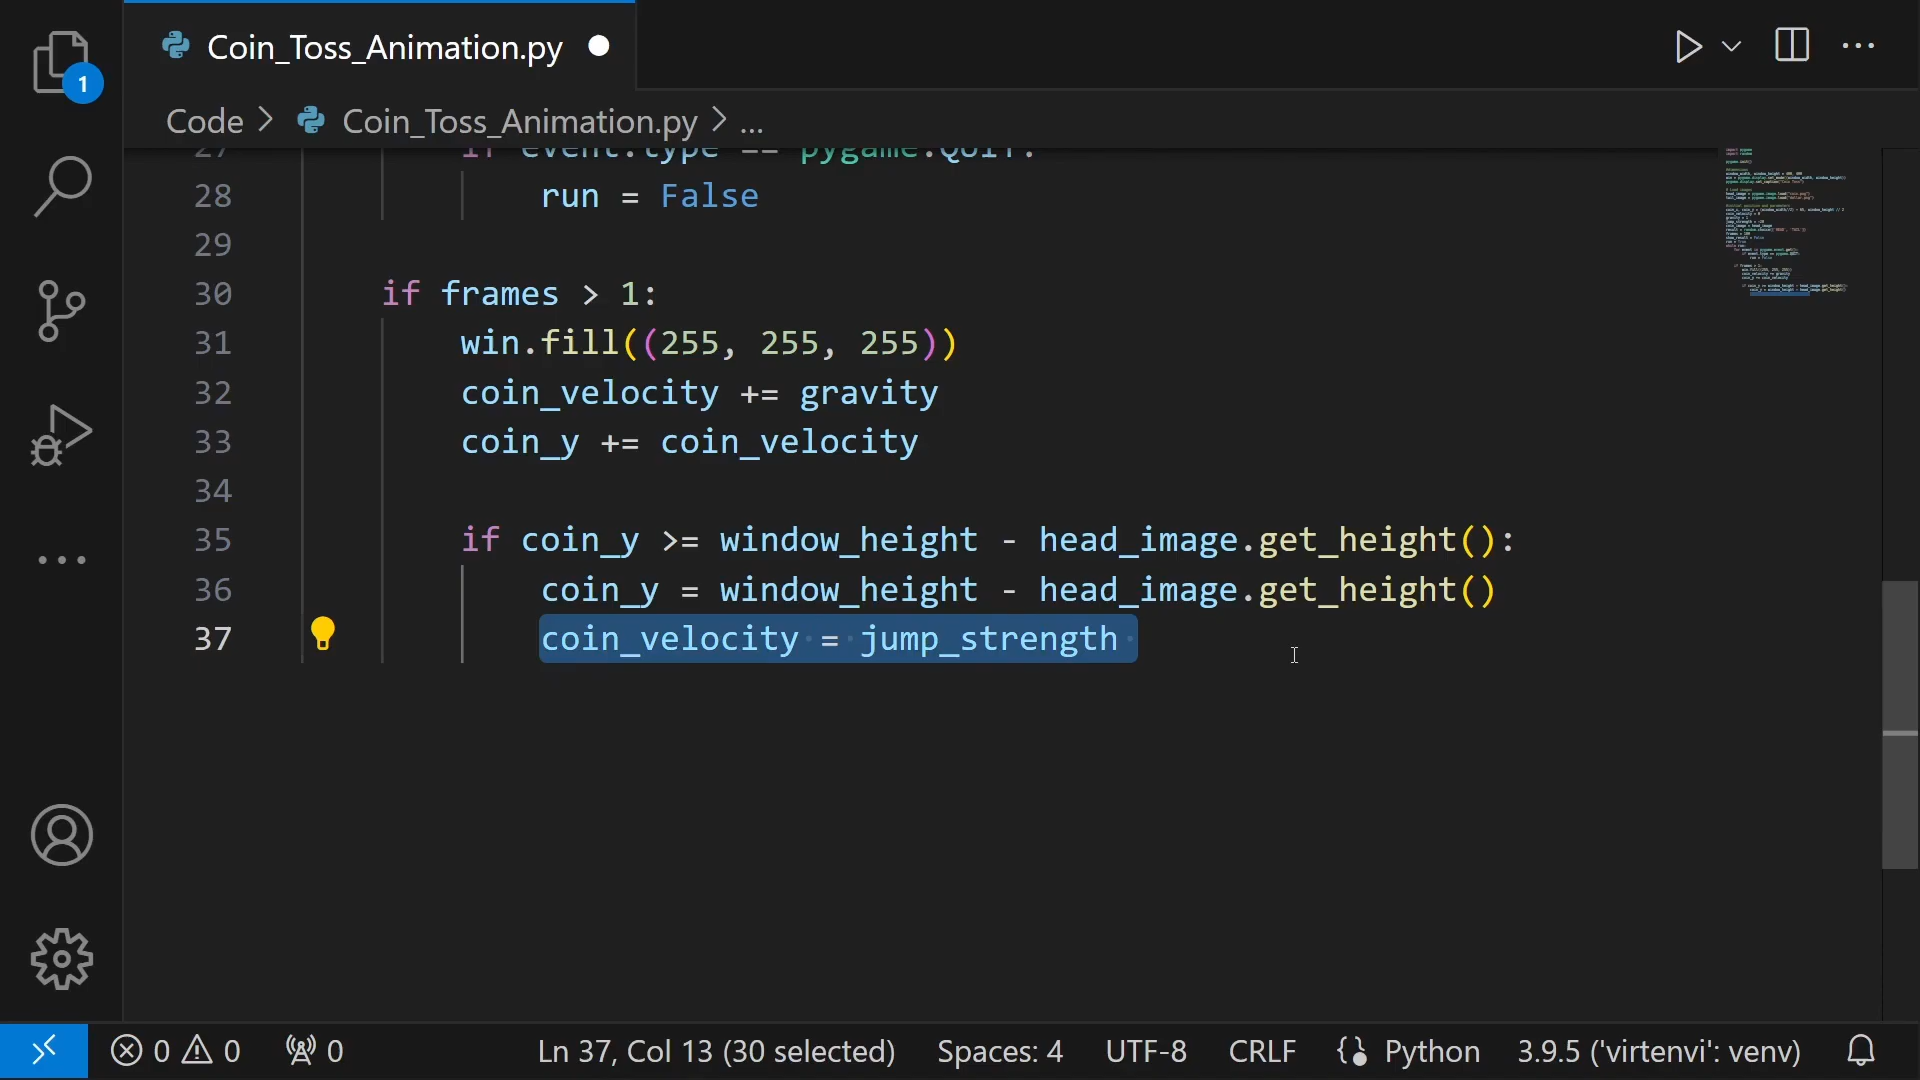 Coin_Toss_Animation.py
1
Code > Coin_Toss_Animation.py > ...
27 if event.type == pygame.QUIT:
28 run = False
29
30 if frames > 1:
31 win.fill((255, 255, 255))
32 coin_velocity += gravity
33 coin_y += coin_velocity
34
35 if coin_y >= window_height - head_image.get_height():
36 coin_y = window_height - head_image.get_height()
37 coin_velocity = jump_strength
0 0 0 Ln 37, Col 13 (30 selected) Spaces: 4 UTF-8 CRLF Python 3.9.5 ('virtenvi': venv)